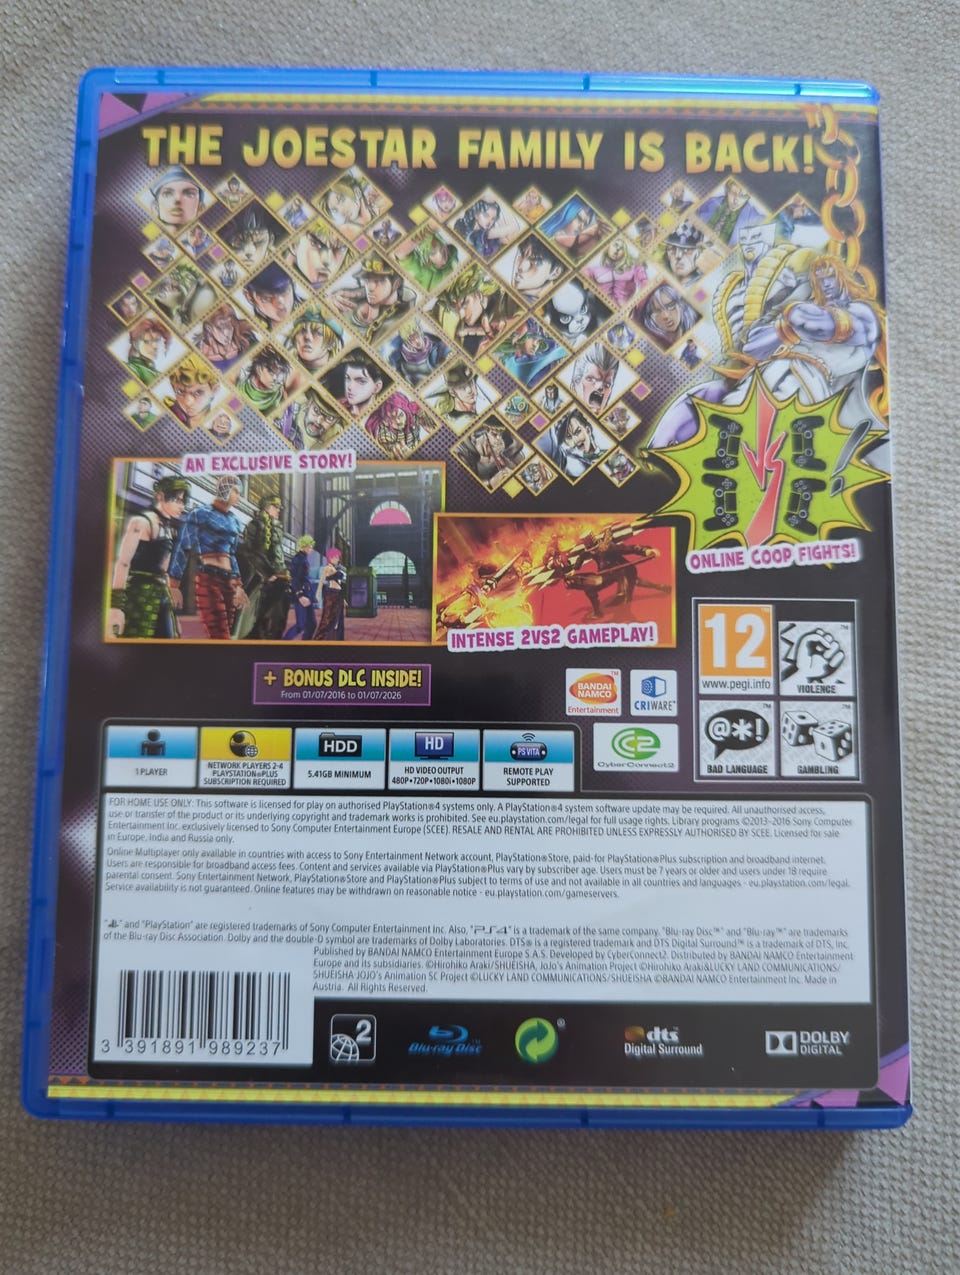 THE JOESTAR FAMILY IS BACK!
AN EXCLUSIVE STORY!
VS
ONLINE COOP FIGHTS!
INTENSE 2VS2 GAMEPLAY!
+ BONUS DLC INSIDE!
From 01/07/2016 to 01/07/2026
BANDAI
NAMCO
Entertainment
CRIWARE™
C2
CyberConnect2
12
www.pegi.info
VIOLENCE
@*!
BAD LANGUAGE
GAMBLING
1 PLAYER
NETWORK PLAYERS 2-4
PLAYSTATION®PLUS
SUBSCRIPTION REQUIRED
HDD
5.41GB MINIMUM
HD
HD VIDEO OUTPUT
480P•720P•1080i•1080P
PS VITA
REMOTE PLAY
SUPPORTED
FOR HOME USE ONLY: This software is licensed for play on authorised PlayStation®4 systems only. A PlayStation®4 system software update may be required. All unauthorised access,
use or transfer of the product or its underlying copyright and trademark works is prohibited. See eu.playstation.com/legal for full usage rights. Library programs ©2013-2016 Sony Computer
Entertainment Inc. exclusively licensed to Sony Computer Entertainment Europe (SCEE). RESALE AND RENTAL ARE PROHIBITED UNLESS EXPRESSLY AUTHORISED BY SCEE. Licensed for sale
in Europe, India and Russia only.
Online Multiplayer only available in countries with access to Sony Entertainment Network account, PlayStation®Store, paid-for PlayStation®Plus subscription and broadband internet.
Users are responsible for broadband access fees. Content and services available via PlayStation®Plus vary by subscriber age. Users must be 7 years or older and users under 18 require
parental consent. Sony Entertainment Network, PlayStation®Store and PlayStation®Plus subject to terms of use and not available in all countries and languages - eu.playstation.com/legal.
Service availability is not guaranteed. Online features may be withdrawn on reasonable notice - eu.playstation.com/gameservers.
" " and "PlayStation" are registered trademarks of Sony Computer Entertainment Inc. Also, "PS4" is a trademark of the same company. "Blu-ray Disc™" and "Blu-ray™" are trademarks
of the Blu-ray Disc Association. Dolby and the double-D symbol are trademarks of Dolby Laboratories. DTS® is a registered trademark and DTS Digital Surround™ is a trademark of DTS, Inc.
Published by BANDAI NAMCO Entertainment Europe S.A.S. Developed by CyberConnect2. Distributed by BANDAI NAMCO Entertainment
Europe and its subsidiaries. ©Hirohiko Araki/SHUEISHA, JoJo's Animation Project ©Hirohiko Araki&LUCKY LAND COMMUNICATIONS/
SHUEISHA JOJO's Animation SC Project ©LUCKY LAND COMMUNICATIONS/SHUEISHA ©BANDAI NAMCO Entertainment Inc. Made in
Austria. All Rights Reserved.
3 391891 989237
2
Blu-ray Disc™
®
dts™
Digital Surround
DOLBY
DIGITAL